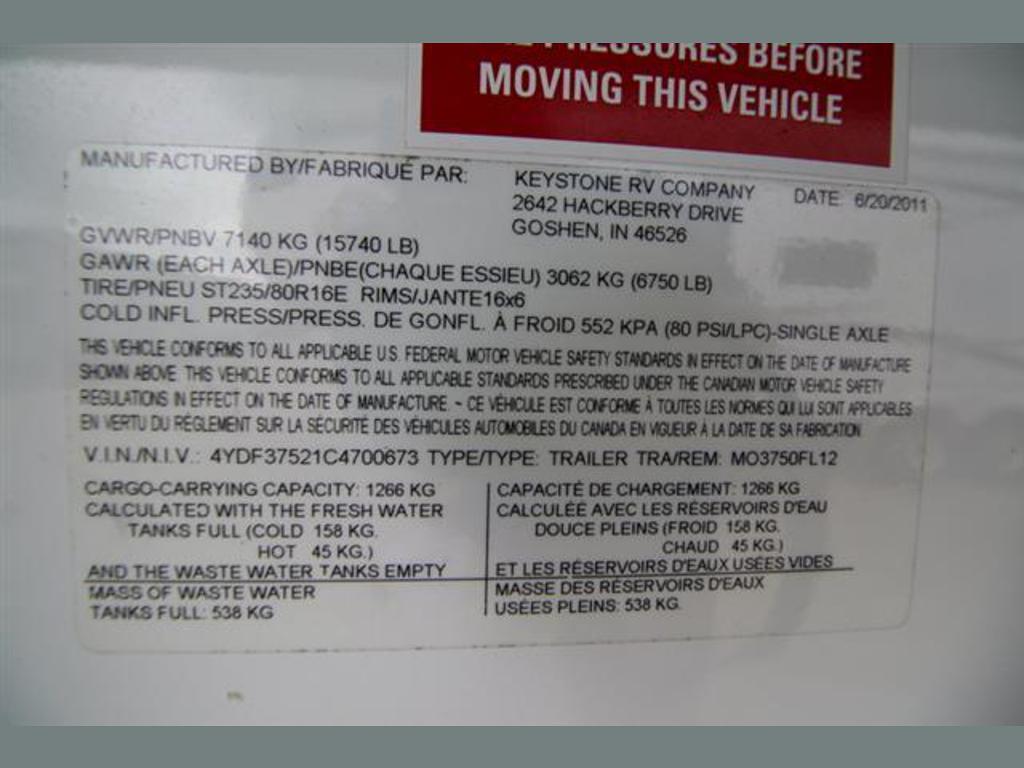 PRESSURES BEFORE
MOVING THIS VEHICLE
MANUFACTURED BY/FABRIQUÉ PAR: KEYSTONE RV COMPANY DATE: 6/20/2011
2642 HACKBERRY DRIVE
GOSHEN, IN 46526
GVWR/PNBV 7140 KG (15740 LB)
GAWR (EACH AXLE)/PNBE(CHAQUE ESSIEU) 3062 KG (6750 LB)
TIRE/PNEU ST235/80R16E RIMS/JANTE16x6
COLD INFL. PRESS/PRESS. DE GONFL. À FROID 552 KPA (80 PSI/LPC)-SINGLE AXLE
THIS VEHICLE CONFORMS TO ALL APPLICABLE U.S. FEDERAL MOTOR VEHICLE SAFETY STANDARDS IN EFFECT ON THE DATE OF MANUFACTURE
SHOWN ABOVE. THIS VEHICLE CONFORMS TO ALL APPLICABLE STANDARDS PRESCRIBED UNDER THE CANADIAN MOTOR VEHICLE SAFETY
REGULATIONS IN EFFECT ON THE DATE OF MANUFACTURE. - CE VÉHICULE EST CONFORME À TOUTES LES NORMES QUI LUI SONT APPLICABLES
EN VERTU DU RÉGLEMENT SUR LA SÉCURITÉ DES VÉHICULES AUTOMOBILES DU CANADA EN VIGUEUR À LA DATE DE SA FABRICATION
V.I.N./N.I.V.: 4YDF37521C4700673 TYPE/TYPE: TRAILER TRA/REM: MO3750FL12
CARGO-CARRYING CAPACITY: 1266 KG
CALCULATED WITH THE FRESH WATER
TANKS FULL (COLD 158 KG.
HOT 45 KG.)
AND THE WASTE WATER TANKS EMPTY
MASS OF WASTE WATER
TANKS FULL: 538 KG
CAPACITÉ DE CHARGEMENT: 1266 KG
CALCULÉE AVEC LES RÉSERVOIRS D'EAU
DOUCE PLEINS (FROID 158 KG.
CHAUD 45 KG.)
ET LES RÉSERVOIRS D'EAUX USÉES VIDES
MASSE DES RÉSERVOIRS D'EAUX
USÉES PLEINS: 538 KG.